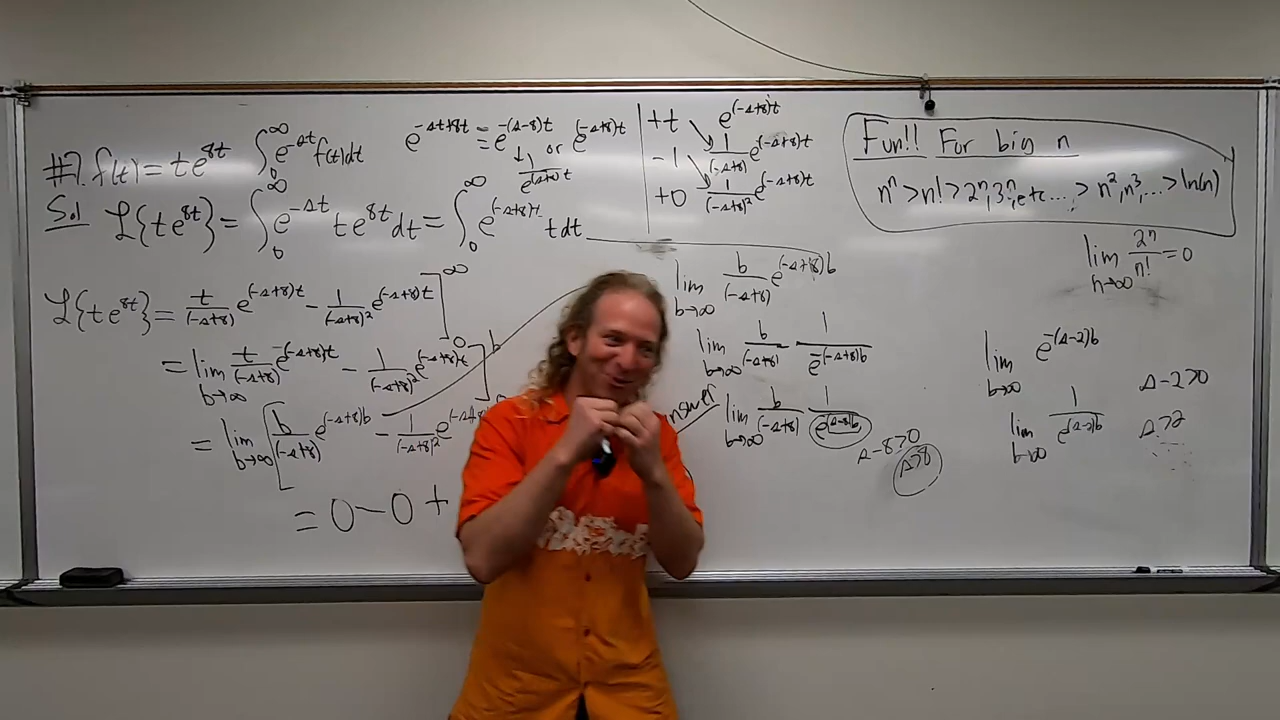 #7. f(t) = te^{8t} ∫_0^∞ e^{-st} f(t)dt e^{-st+8t} = e^{-(s-8)t} or e^{(-s+8)t}
↓
1/
Sol ℒ{te^{8t}} = ∫_0^∞ e^{-st} te^{8t} dt = ∫_0^∞ e^{(-s+8)t} tdt
ℒ{te^{8t}} = t/(-s+8) e^{(-s+8)t} - 1/(-s+8)^2 e^{(-s+8)t} ]_0^∞
= lim_{b→∞} t/(-s+8) e^{(-s+8)t} - 1/(-s+8)^2 e^{(-s+8)t} ]^b
= lim_{b→∞} [ b/(-s+8) e^{(-s+8)b} - 1/(-s+8)^2
= 0 - 0 +
+t e^{(-s+8)t}
-1 1/(-s+8) e^{(-s+8)t}
+0 1/(-s+8)^2 e^{(-s+8)t}
lim_{b→∞} b/(-s+8) e^{(-s+8)b}
lim_{b→∞} b/(-s+8) 1/e^{-(-s+8)b}
lim_{b→∞} b/(-s+8) 1/e^{(s-8)b}
s-8>0
s>8
Fun!! For big n
n^n > n! > 2^n, 3^n, etc... > n^2, n^3, ... > ln(n)
lim_{n→∞} 2^n/n! = 0
lim_{b→∞} e^{-(s-2)b}
lim_{b→∞} 1/e^{(s-2)b}
s-2>0
s>2